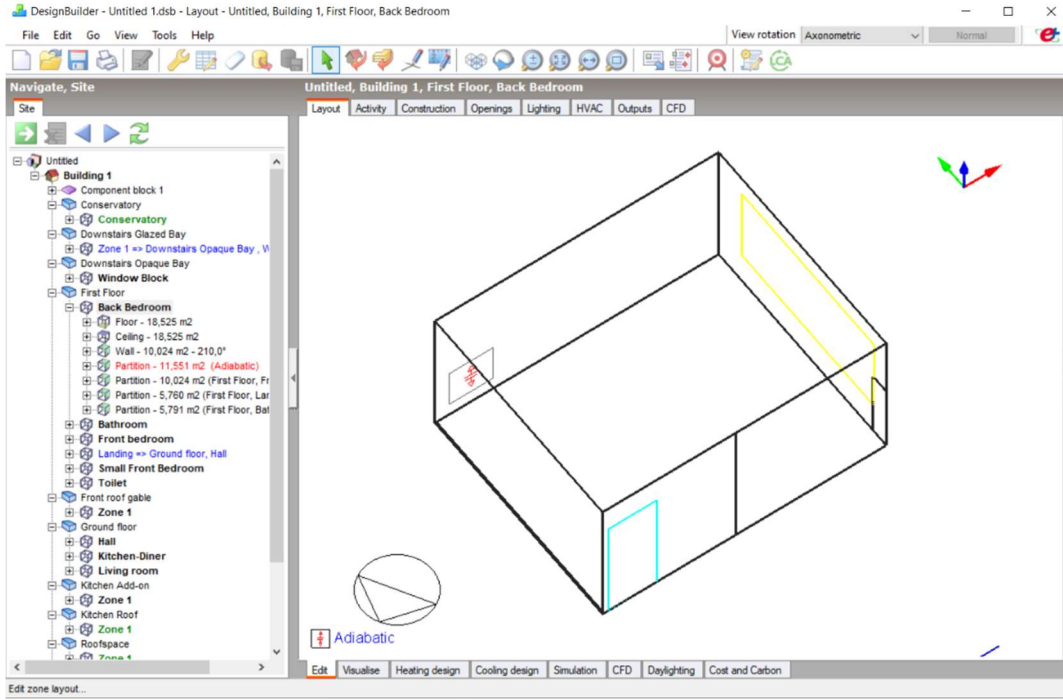 DesignBuilder - Untitled 1.dsb - Layout - Untitled, Building 1, First Floor, Back Bedroom
File Edit Go View Tools Help
View rotation Axonometric Normal
Navigate, Site
Untitled, Building 1, First Floor, Back Bedroom
Site
Layout Activity Construction Openings Lighting HVAC Outputs CFD
Untitled
Building 1
Component block 1
Conservatory
Conservatory
Downstairs Glazed Bay
Zone 1 => Downstairs Opaque Bay , W
Downstairs Opaque Bay
Window Block
First Floor
Back Bedroom
Floor - 18,525 m2
Ceiling - 18,525 m2
Wall - 10,024 m2 - 210,0°
Partition - 11,551 m2 (Adiabatic)
Partition - 10,024 m2 (First Floor, Fr
Partition - 5,760 m2 (First Floor, Lar
Partition - 5,791 m2 (First Floor, Bat
Bathroom
Front bedroom
Landing => Ground floor, Hall
Small Front Bedroom
Toilet
Front roof gable
Zone 1
Ground floor
Hall
Kitchen-Diner
Living room
Kitchen Add-on
Zone 1
Kitchen Roof
Zone 1
Roofspace
Zone 1
Adiabatic
Edit Visualise Heating design Cooling design Simulation CFD Daylighting Cost and Carbon
Edit zone layout...